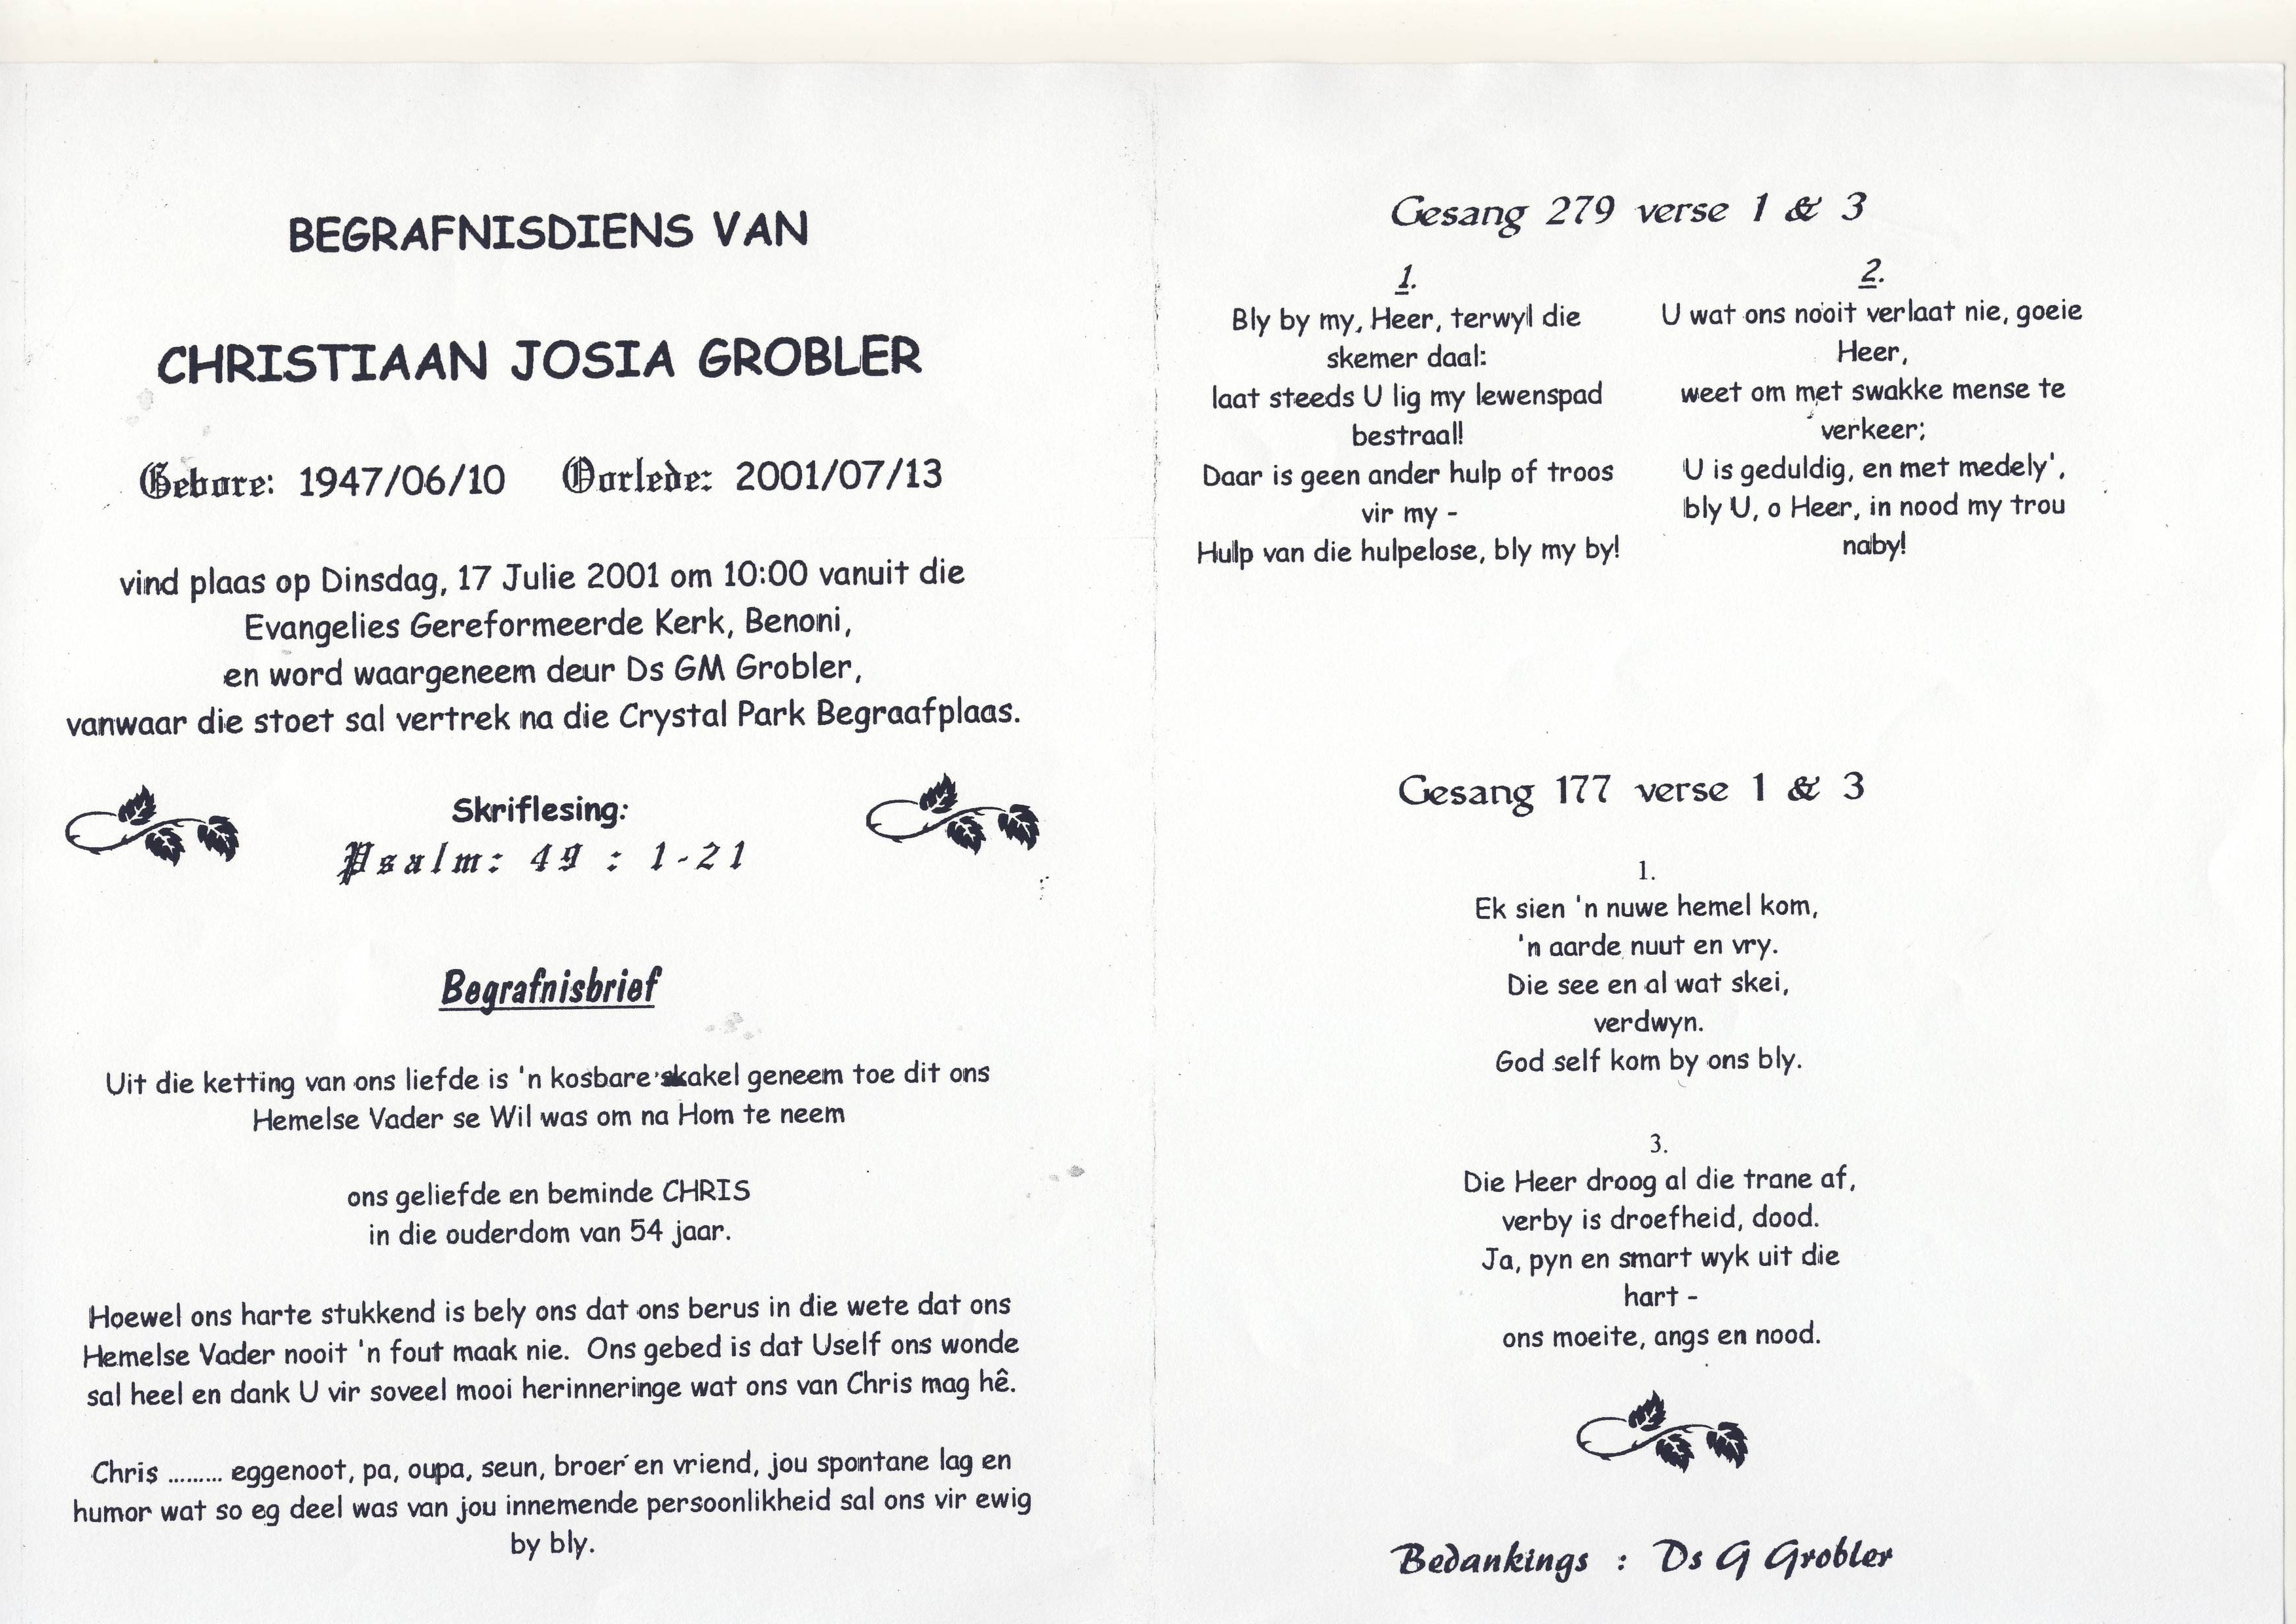 BEGRAFNISDIENS VAN
CHRISTIAAN JOSIA GROBLER
Gebore: 1947/06/10 Oorlede: 2001/07/13
vind plaas op Dinsdag, 17 Julie 2001 om 10:00 vanuit die
Evangelies Gereformeerde Kerk, Benoni,
en word waargeneem deur Ds GM Grobler,
vanwaar die stoet sal vertrek na die Crystal Park Begraafplaas.
Skriflesing:
Psalm: 49 : 1-21
Begrafnisbrief
Uit die ketting van ons liefde is 'n kosbare skakel geneem toe dit ons
Hemelse Vader se Wil was om na Hom te neem
ons geliefde en beminde CHRIS
in die ouderdom van 54 jaar.
Hoewel ons harte stukkend is bely ons dat ons berus in die wete dat ons
Hemelse Vader nooit 'n fout maak nie. Ons gebed is dat Uself ons wonde
sal heel en dank U vir soveel mooi herinneringe wat ons van Chris mag hê.
Chris ......... eggenoot, pa, oupa, seun, broer en vriend, jou spontane lag en
humor wat so eg deel was van jou innemende persoonlikheid sal ons vir ewig
by bly.
Gesang 279 verse 1 & 3
1.
Bly by my, Heer, terwyl die
skemer daal:
laat steeds U lig my lewenspad
bestraal!
Daar is geen ander hulp of troos
vir my -
Hulp van die hulpelose, bly my by!
2.
U wat ons nooit verlaat nie, goeie
Heer,
weet om met swakke mense te
verkeer;
U is geduldig, en met medely',
bly U, o Heer, in nood my trou
naby!
Gesang 177 verse 1 & 3
1.
Ek sien 'n nuwe hemel kom,
'n aarde nuut en vry.
Die see en al wat skei,
verdwyn.
God self kom by ons bly.
3.
Die Heer droog al die trane af,
verby is droefheid, dood.
Ja, pyn en smart wyk uit die
hart -
ons moeite, angs en nood.
Bedankings : Ds G Grobler